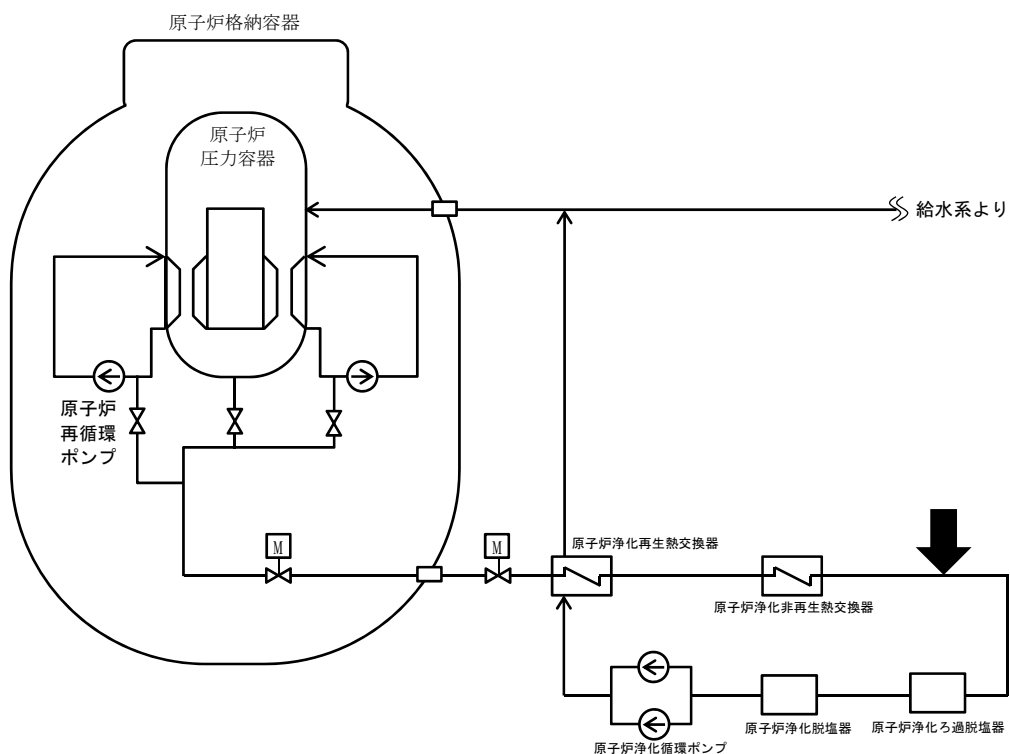 原子炉格納容器
原子炉
圧力容器
給水系より
原子炉
再循環
ポンプ
M
M
原子炉浄化再生熱交換器
原子炉浄化非再生熱交換器
原子炉浄化循環ポンプ
原子炉浄化脱塩器
原子炉浄化ろ過脱塩器